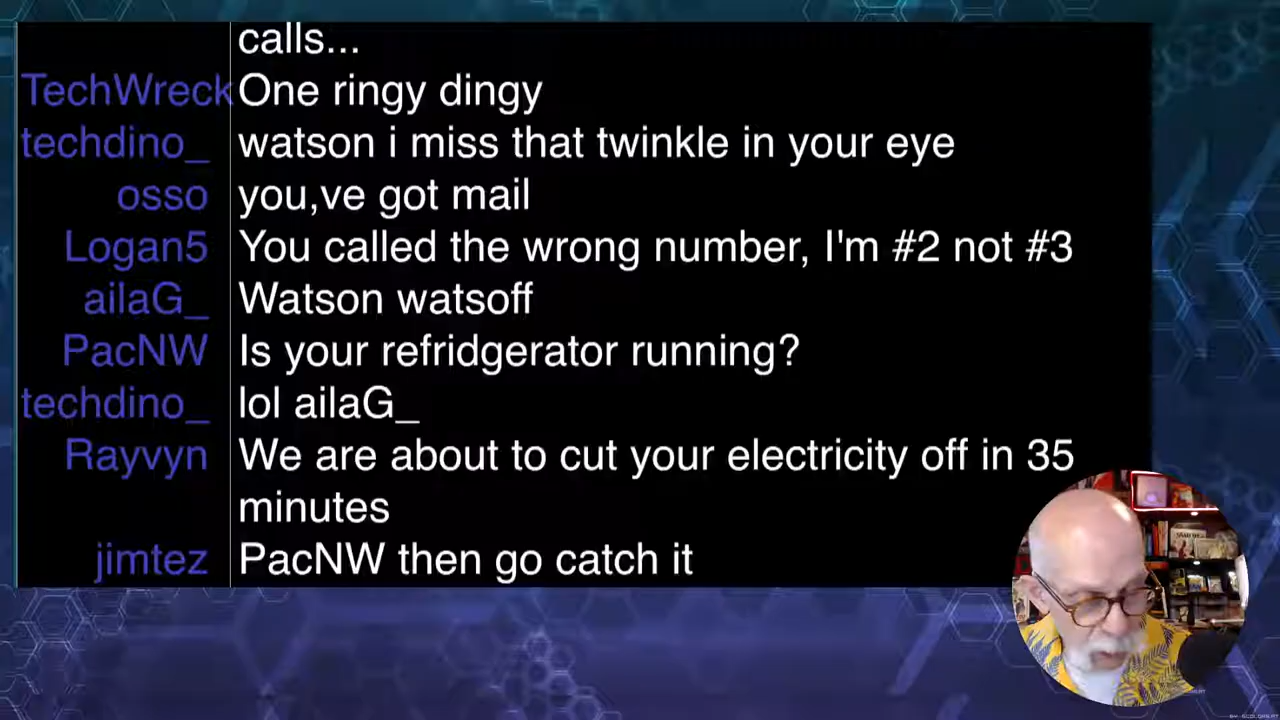 calls...
TechWreck One ringy dingy
techdino_ watson i miss that twinkle in your eye
osso you,ve got mail
Logan5 You called the wrong number, I'm #2 not #3
ailaG_ Watson watsoff
PacNW Is your refridgerator running?
techdino_ lol ailaG_
Rayvyn We are about to cut your electricity off in 35
minutes
jimtez PacNW then go catch it